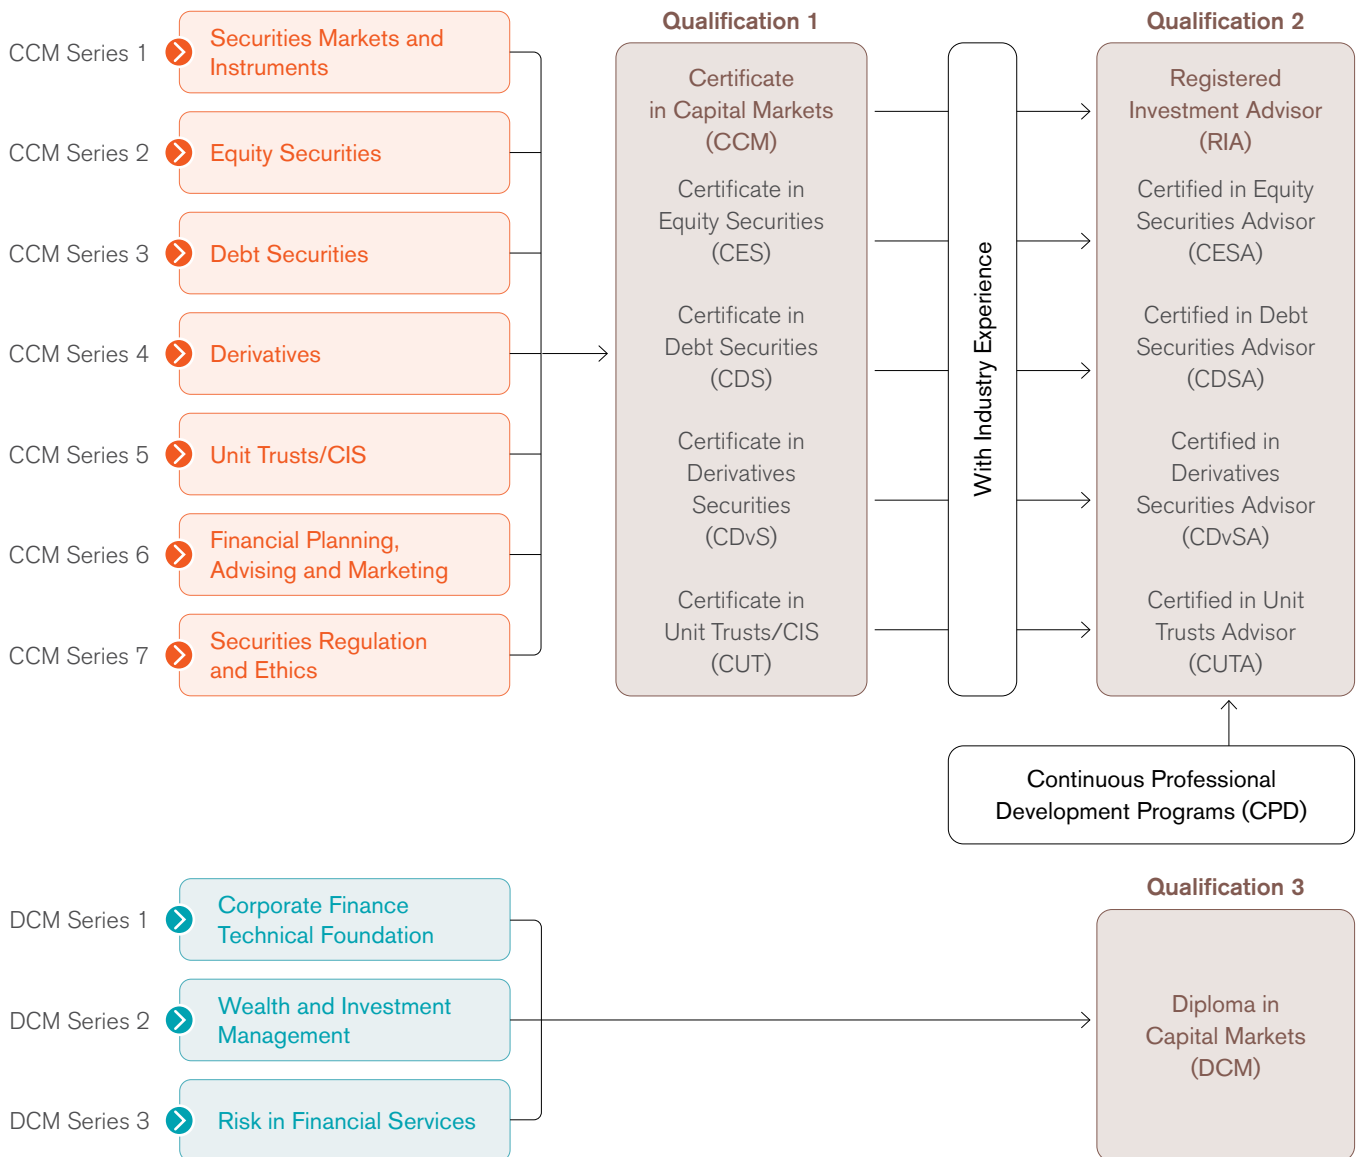 CCM Series 1
Securities Markets and
Instruments
CCM Series 2
Equity Securities
CCM Series 3
Debt Securities
CCM Series 4
Derivatives
CCM Series 5
Unit Trusts/CIS
CCM Series 6
Financial Planning,
Advising and Marketing
CCM Series 7
Securities Regulation
and Ethics
Qualification 1
Certificate
in Capital Markets
(CCM)
Certificate in
Equity Securities
(CES)
Certificate in
Debt Securities
(CDS)
Certificate in
Derivatives
Securities
(CDvS)
Certificate in
Unit Trusts/CIS
(CUT)
With Industry Experience
Qualification 2
Registered
Investment Advisor
(RIA)
Certified in Equity
Securities Advisor
(CESA)
Certified in Debt
Securities Advisor
(CDSA)
Certified in
Derivatives
Securities Advisor
(CDvSA)
Certified in Unit
Trusts Advisor
(CUTA)
Continuous Professional
Development Programs (CPD)
DCM Series 1
Corporate Finance
Technical Foundation
DCM Series 2
Wealth and Investment
Management
DCM Series 3
Risk in Financial Services
Qualification 3
Diploma in
Capital Markets
(DCM)